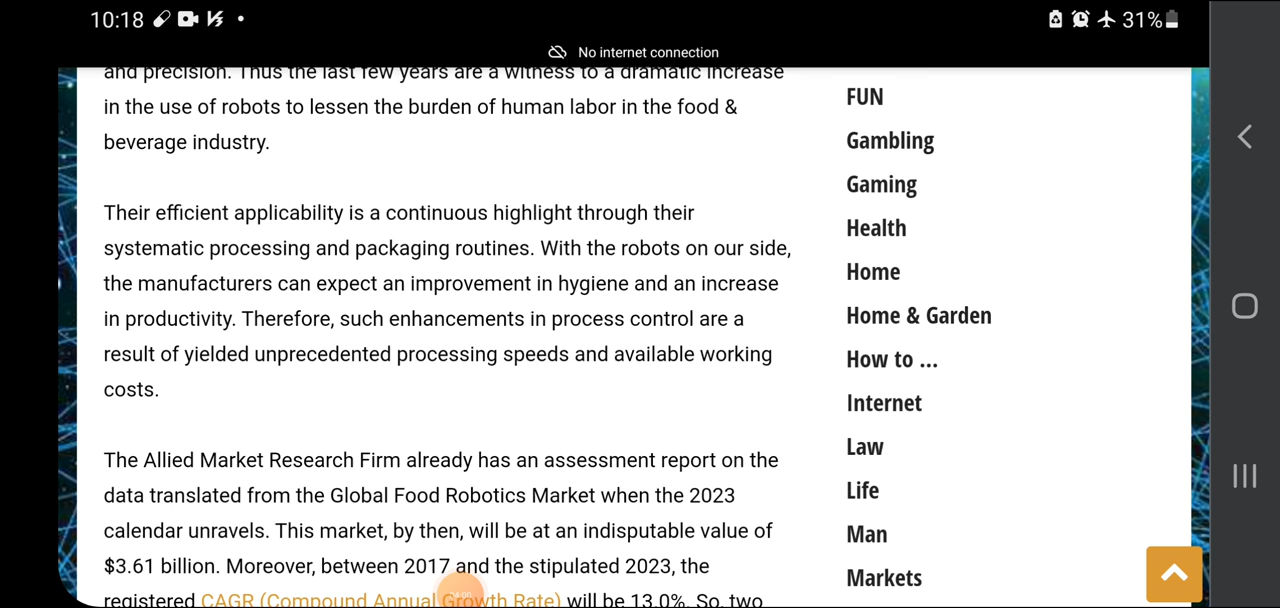 10:18
31%
No internet connection
and precision. Thus the last few years are a witness to a dramatic increase
in the use of robots to lessen the burden of human labor in the food &
beverage industry.
Their efficient applicability is a continuous highlight through their
systematic processing and packaging routines. With the robots on our side,
the manufacturers can expect an improvement in hygiene and an increase
in productivity. Therefore, such enhancements in process control are a
result of yielded unprecedented processing speeds and available working
costs.
The Allied Market Research Firm already has an assessment report on the
data translated from the Global Food Robotics Market when the 2023
calendar unravels. This market, by then, will be at an indisputable value of
$3.61 billion. Moreover, between 2017 and the stipulated 2023, the
registered CAGR (Compound Annual Growth Rate) will be 13.0%. So, two
04:00
FUN
Gambling
Gaming
Health
Home
Home & Garden
How to ...
Internet
Law
Life
Man
Markets